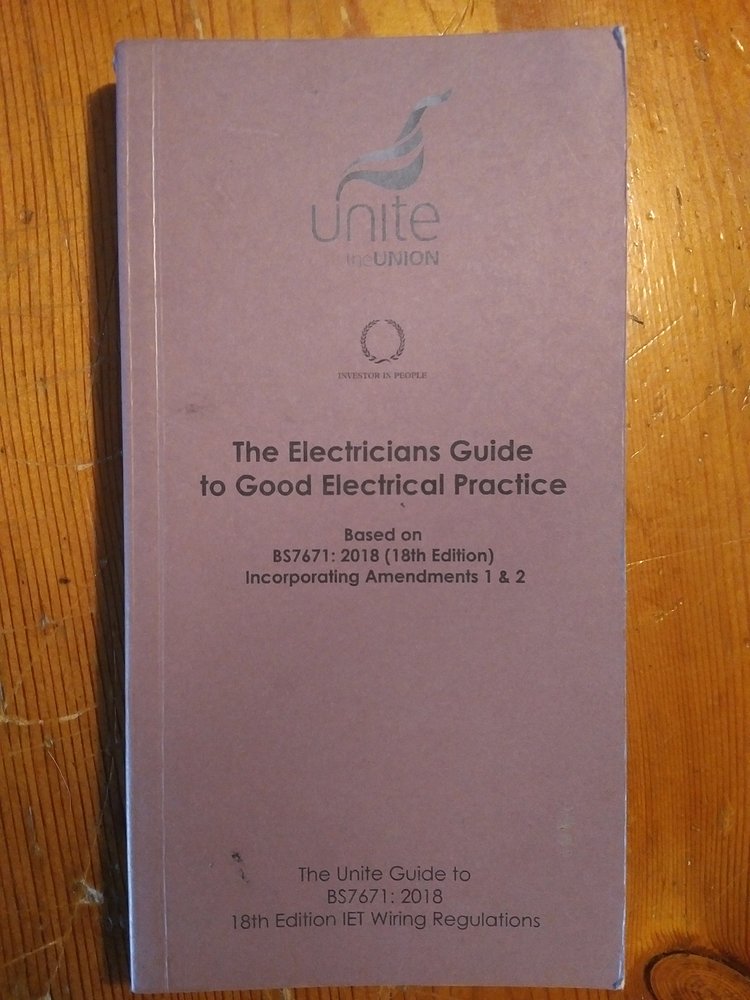 unite
theUNION
INVESTOR IN PEOPLE
The Electricians Guide
to Good Electrical Practice
Based on
BS7671: 2018 (18th Edition)
Incorporating Amendments 1 & 2
The Unite Guide to
BS7671: 2018
18th Edition IET Wiring Regulations